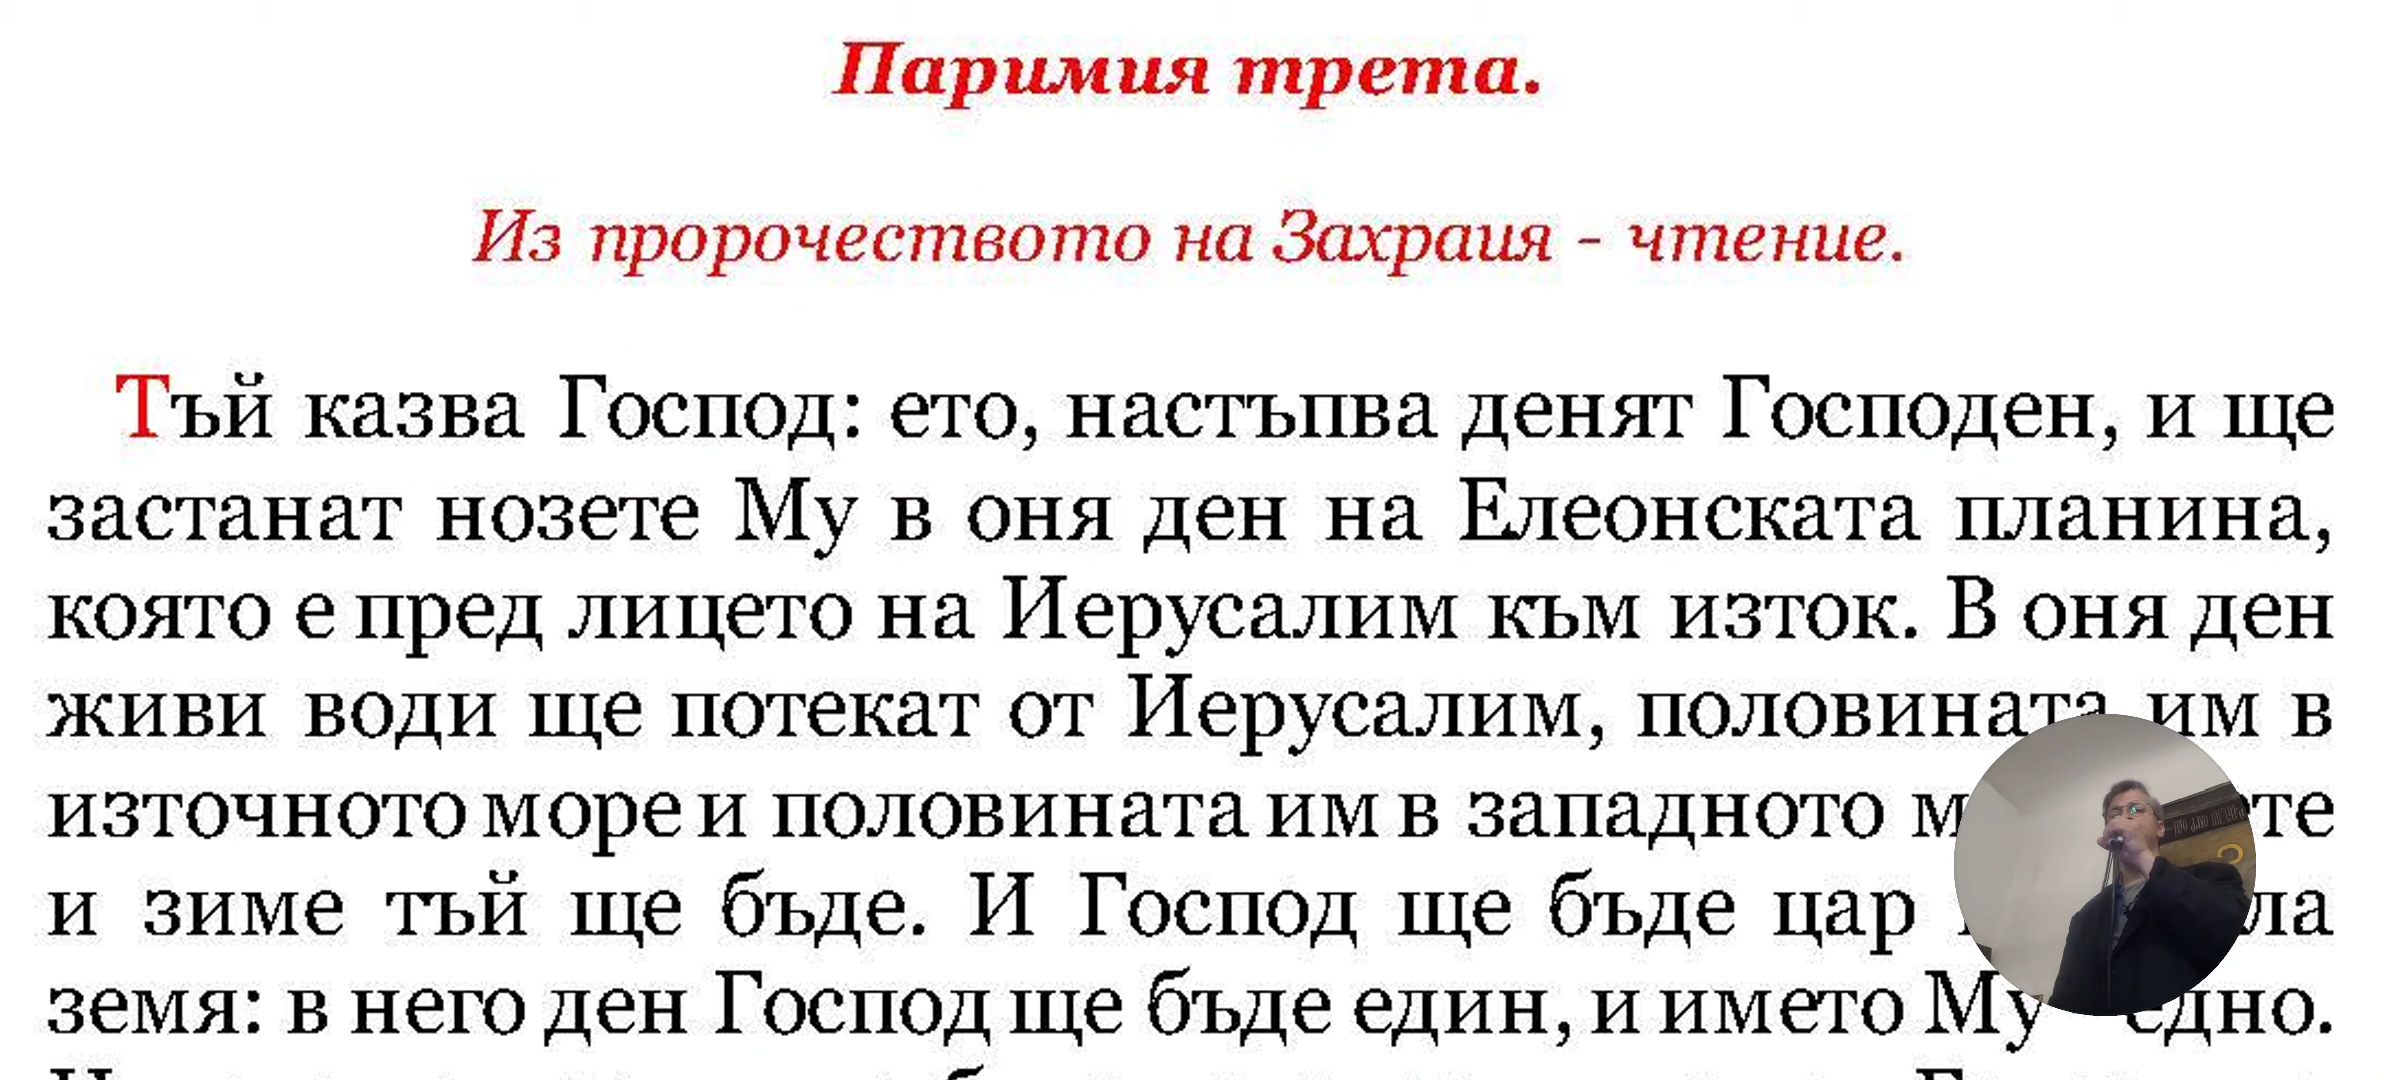 Паримия трета.
Из пророчеството на Захраия - чтение.
Тъй казва Господ: ето, настъпва денят Господен, и ще
застанат нозете Му в оня ден на Елеонската планина,
която е пред лицето на Иерусалим към изток. В оня ден
живи води ще потекат от Иерусалим, половината им в
източното море и половината им в западното
и зиме тъй ще бъде. И Господ ще бъде цар
земя: в него ден Господ ще бъде един, и името Му едно.